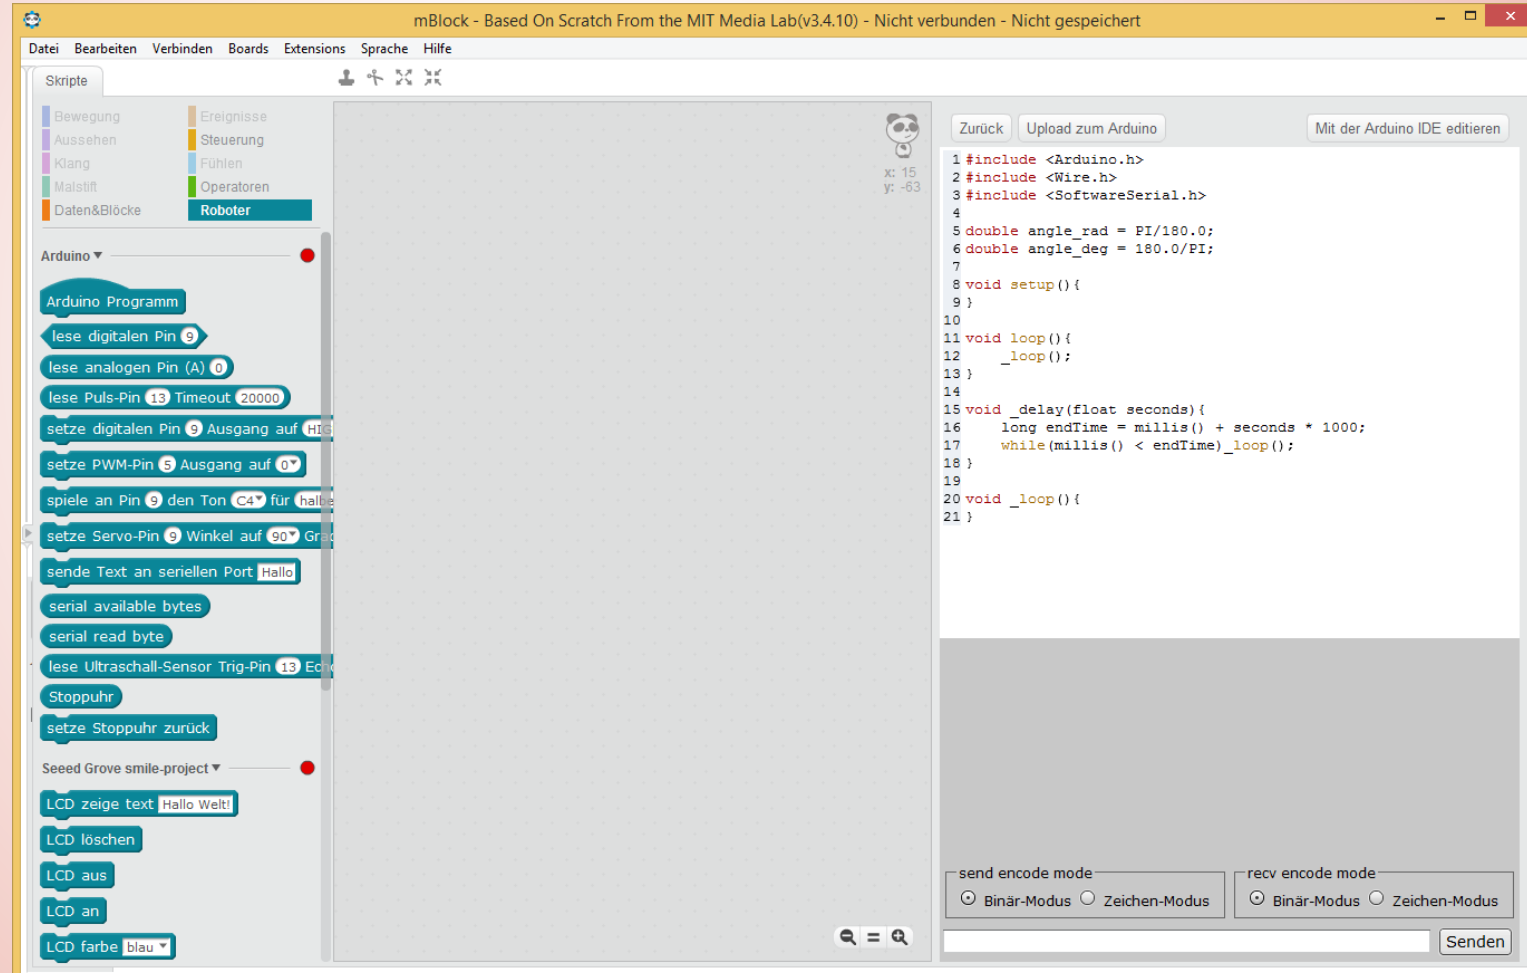 mBlock - Based On Scratch From the MIT Media Lab(v3.4.10) - Nicht verbunden - Nicht gespeichert
Datei Bearbeiten Verbinden Boards Extensions Sprache Hilfe
Skripte
Bewegung Ereignisse
Aussehen Steuerung
Klang Fühlen
Malstift Operatoren
Daten&Blöcke Roboter
Arduino
Arduino Programm
lese digitalen Pin 9
lese analogen Pin (A) 0
lese Puls-Pin 13 Timeout 20000
setze digitalen Pin 9 Ausgang auf HIG
setze PWM-Pin 5 Ausgang auf 0
spiele an Pin 9 den Ton C4 für halbe
setze Servo-Pin 9 Winkel auf 90 Grad
sende Text an seriellen Port Hallo
serial available bytes
serial read byte
lese Ultraschall-Sensor Trig-Pin 13 Echo
Stoppuhr
setze Stoppuhr zurück
Seeed Grove smile-project
LCD zeige text Hallo Welt!
LCD löschen
LCD aus
LCD an
LCD farbe blau
x: 15
y: -63
Zurück Upload zum Arduino Mit der Arduino IDE editieren
1 #include <Arduino.h>
2 #include <Wire.h>
3 #include <SoftwareSerial.h>
4
5 double angle_rad = PI/180.0;
6 double angle_deg = 180.0/PI;
7
8 void setup(){
9 }
10
11 void loop(){
12 _loop();
13 }
14
15 void _delay(float seconds){
16 long endTime = millis() + seconds * 1000;
17 while(millis() < endTime)_loop();
18 }
19
20 void _loop(){
21 }
send encode mode
Binär-Modus Zeichen-Modus
recv encode mode
Binär-Modus Zeichen-Modus
Senden